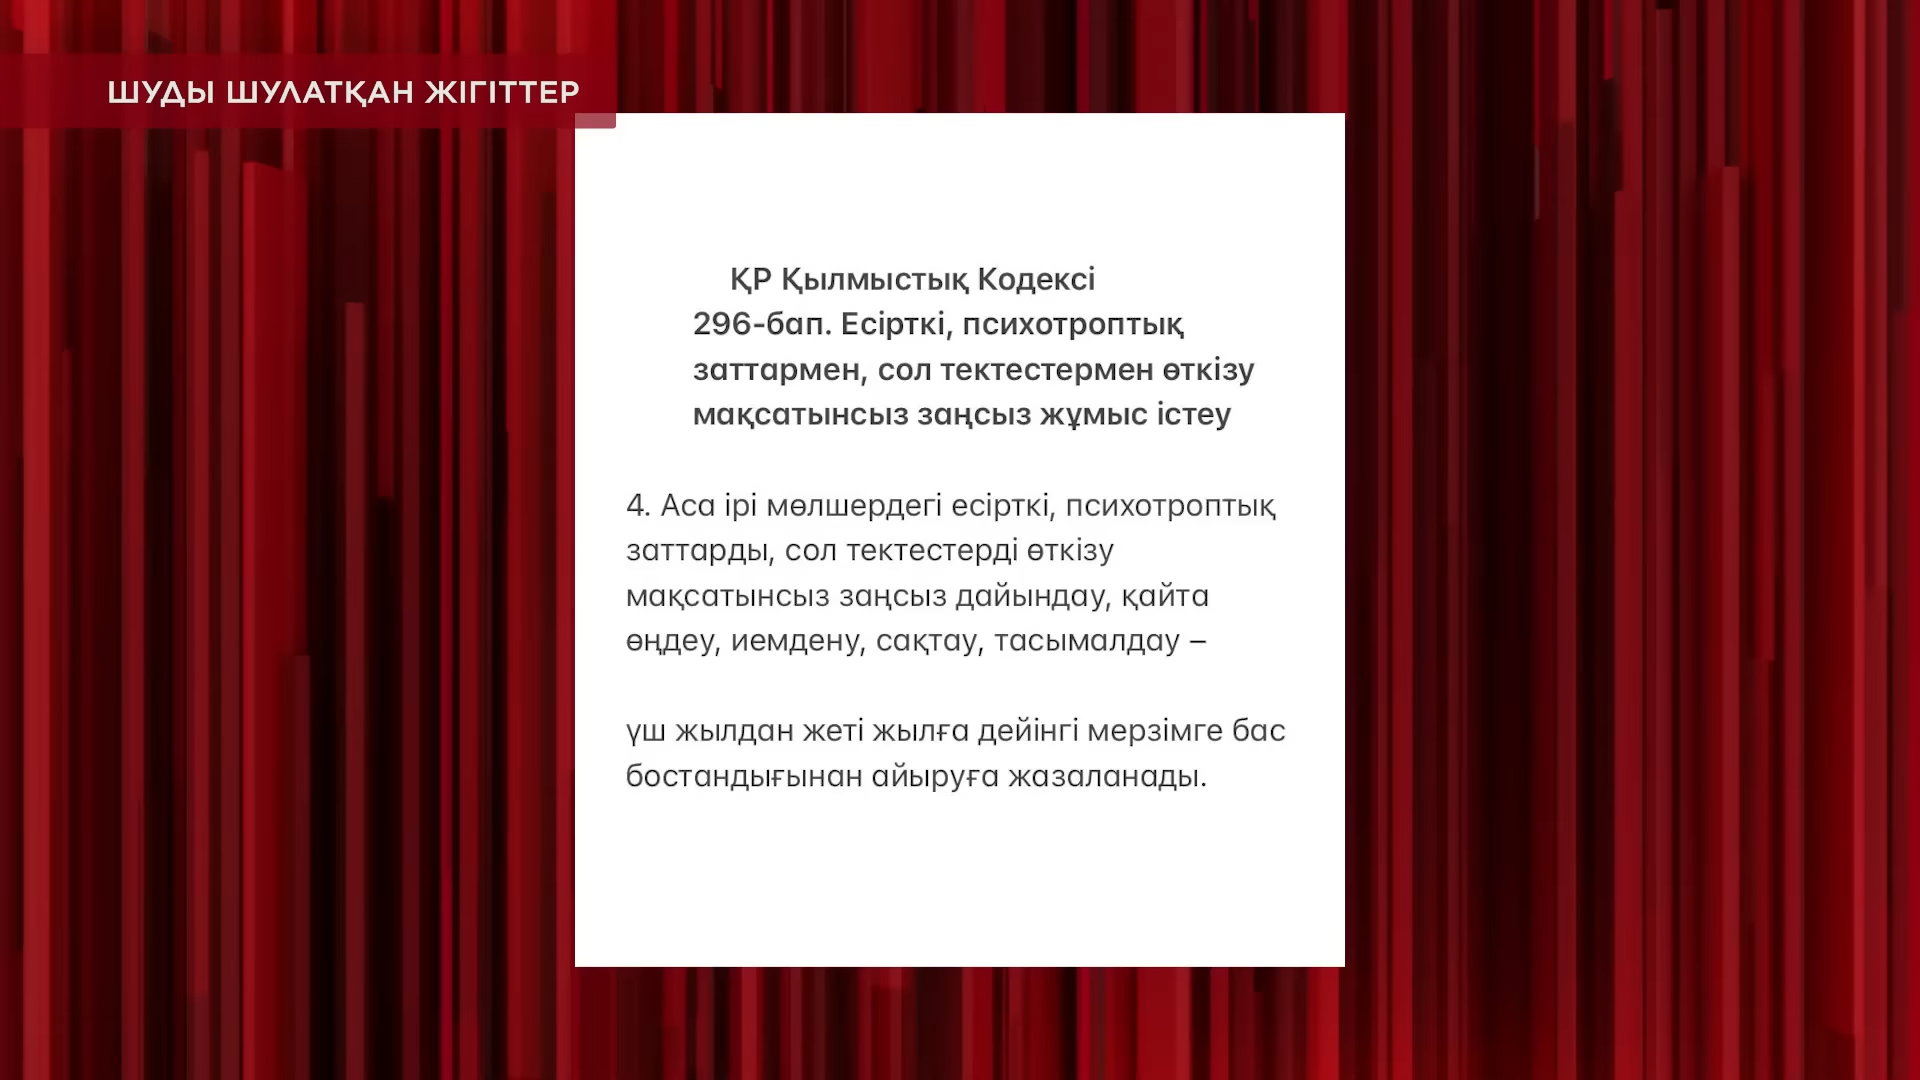 ШУДЫ ШУЛАТҚАН ЖІГІТТЕР
ҚР Қылмыстық Кодексі
296-бап. Есірткі, психотроптық
заттармен, сол тектестермен өткізу
мақсатынсыз заңсыз жұмыс істеу
4. Аса ірі мөлшердегі есірткі, психотроптық
заттарды, сол тектестерді өткізу
мақсатынсыз заңсыз дайындау, қайта
өңдеу, иемдену, сақтау, тасымалдау –
үш жылдан жеті жылға дейінгі мерзімге бас
бостандығынан айыруға жазаланады.